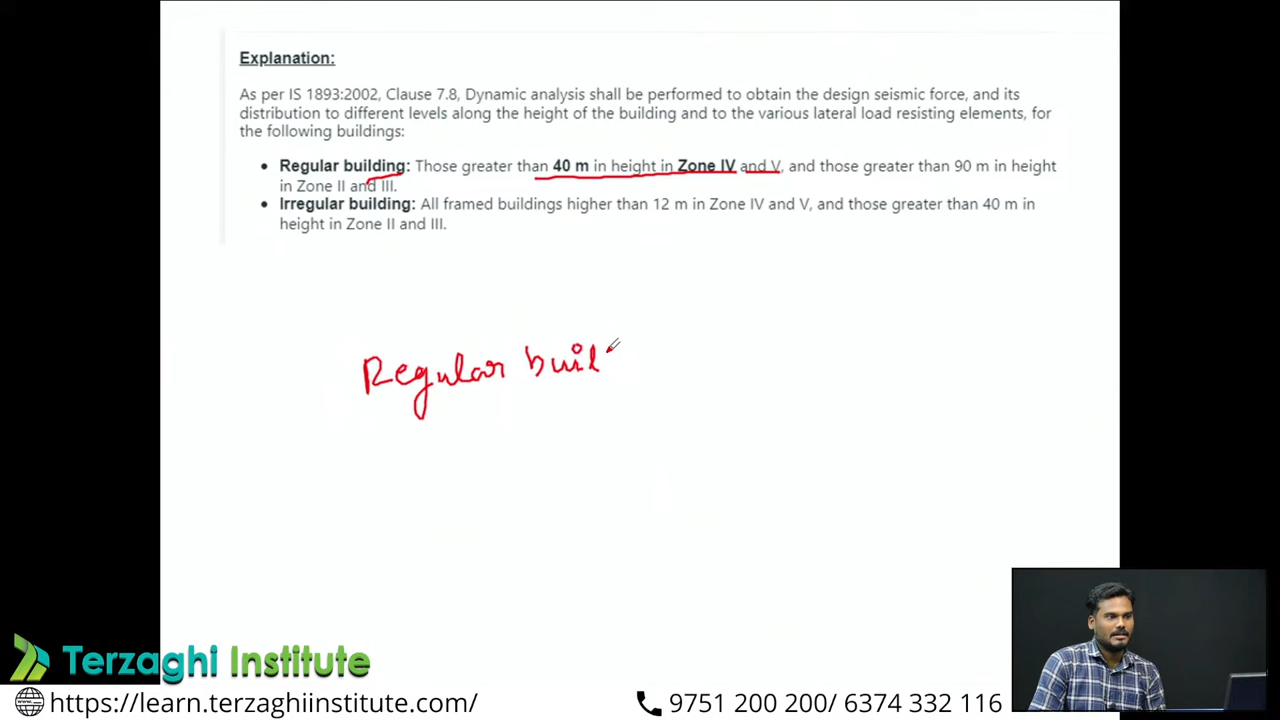 Explanation:
As per IS 1893:2002, Clause 7.8, Dynamic analysis shall be performed to obtain the design seismic force, and its
distribution to different levels along the height of the building and to the various lateral load resisting elements, for
the following buildings:
• Regular building: Those greater than 40 m in height in Zone IV and V, and those greater than 90 m in height
in Zone II and III.
• Irregular building: All framed buildings higher than 12 m in Zone IV and V, and those greater than 40 m in
height in Zone II and III.
Regular buil
Terzaghi Institute
https://learn.terzaghiinstitute.com/
9751 200 200/ 6374 332 116